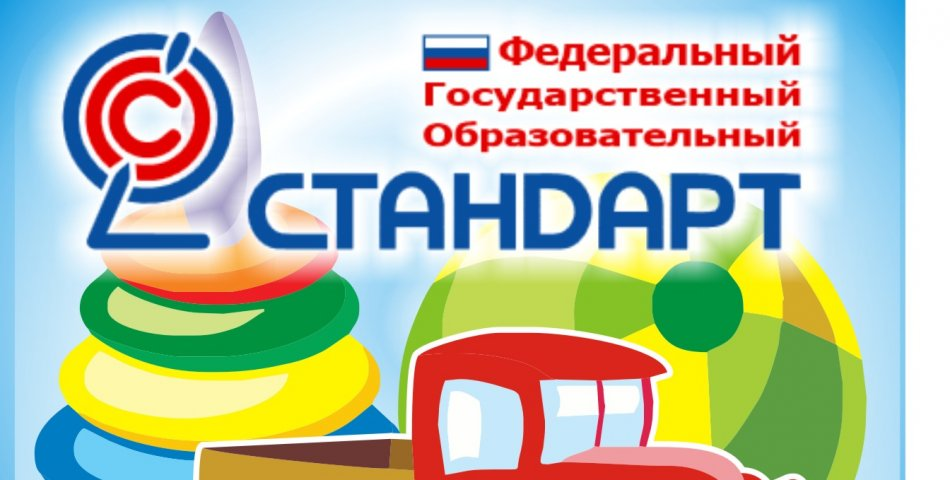 Федеральный
Государственный
Образовательный
СТАНДАРТ